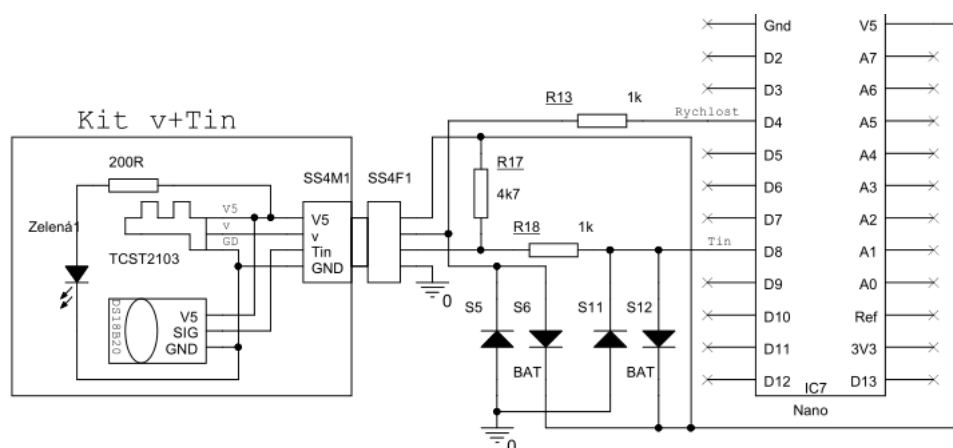 Kit v+Tin
200R
Zelená1
V5
v
GD
TCST2103
DS18B20
V5
SIG
GND
SS4M1
SS4F1
V5
v
Tin
GND
0
R13
1k
Rychlost
R17
4k7
R18
1k
Tin
S5
S6
S11
S12
BAT
BAT
0
Gnd
D2
D3
D4
D5
D6
D7
D8
D9
D10
D11
D12
V5
A7
A6
A5
A4
A3
A2
A1
A0
Ref
3V3
D13
IC7
Nano